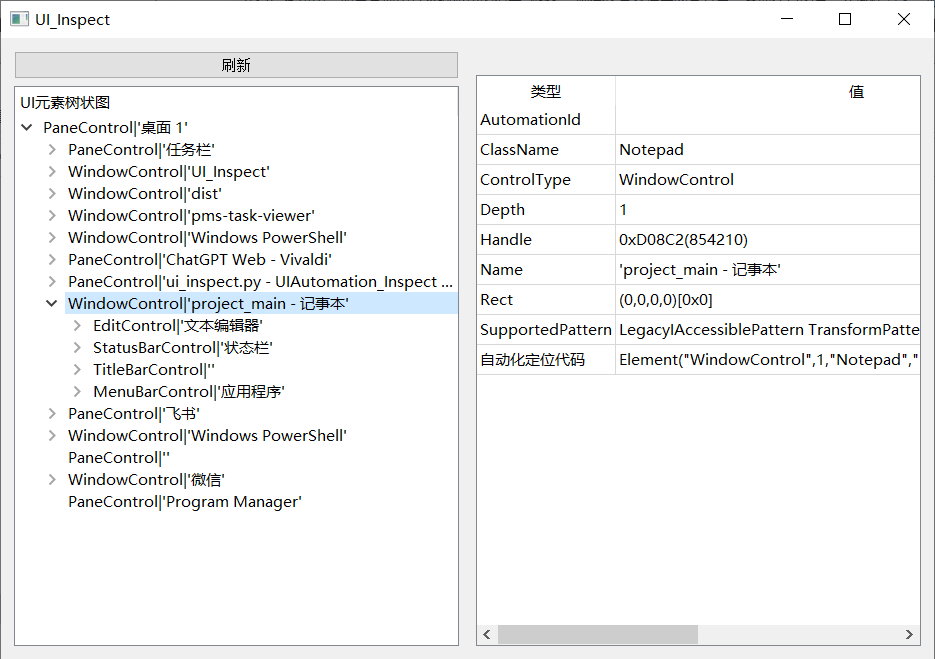 UI_Inspect
刷新
UI元素树状图
PaneControl|'桌面 1'
PaneControl|'任务栏'
WindowControl|'UI_Inspect'
WindowControl|'dist'
WindowControl|'pms-task-viewer'
WindowControl|'Windows PowerShell'
PaneControl|'ChatGPT Web - Vivaldi'
PaneControl|'ui_inspect.py - UIAutomation_Inspect ...
WindowControl|'project_main - 记事本'
EditControl|'文本编辑器'
StatusBarControl|'状态栏'
TitleBarControl|''
MenuBarControl|'应用程序'
PaneControl|'飞书'
WindowControl|'Windows PowerShell'
PaneControl|''
WindowControl|'微信'
PaneControl|'Program Manager'
类型 值
AutomationId
ClassName Notepad
ControlType WindowControl
Depth 1
Handle 0xD08C2(854210)
Name 'project_main - 记事本'
Rect (0,0,0,0)[0x0]
SupportedPattern LegacyIAccessiblePattern TransformPatte
自动化定位代码 Element("WindowControl",1,"Notepad","